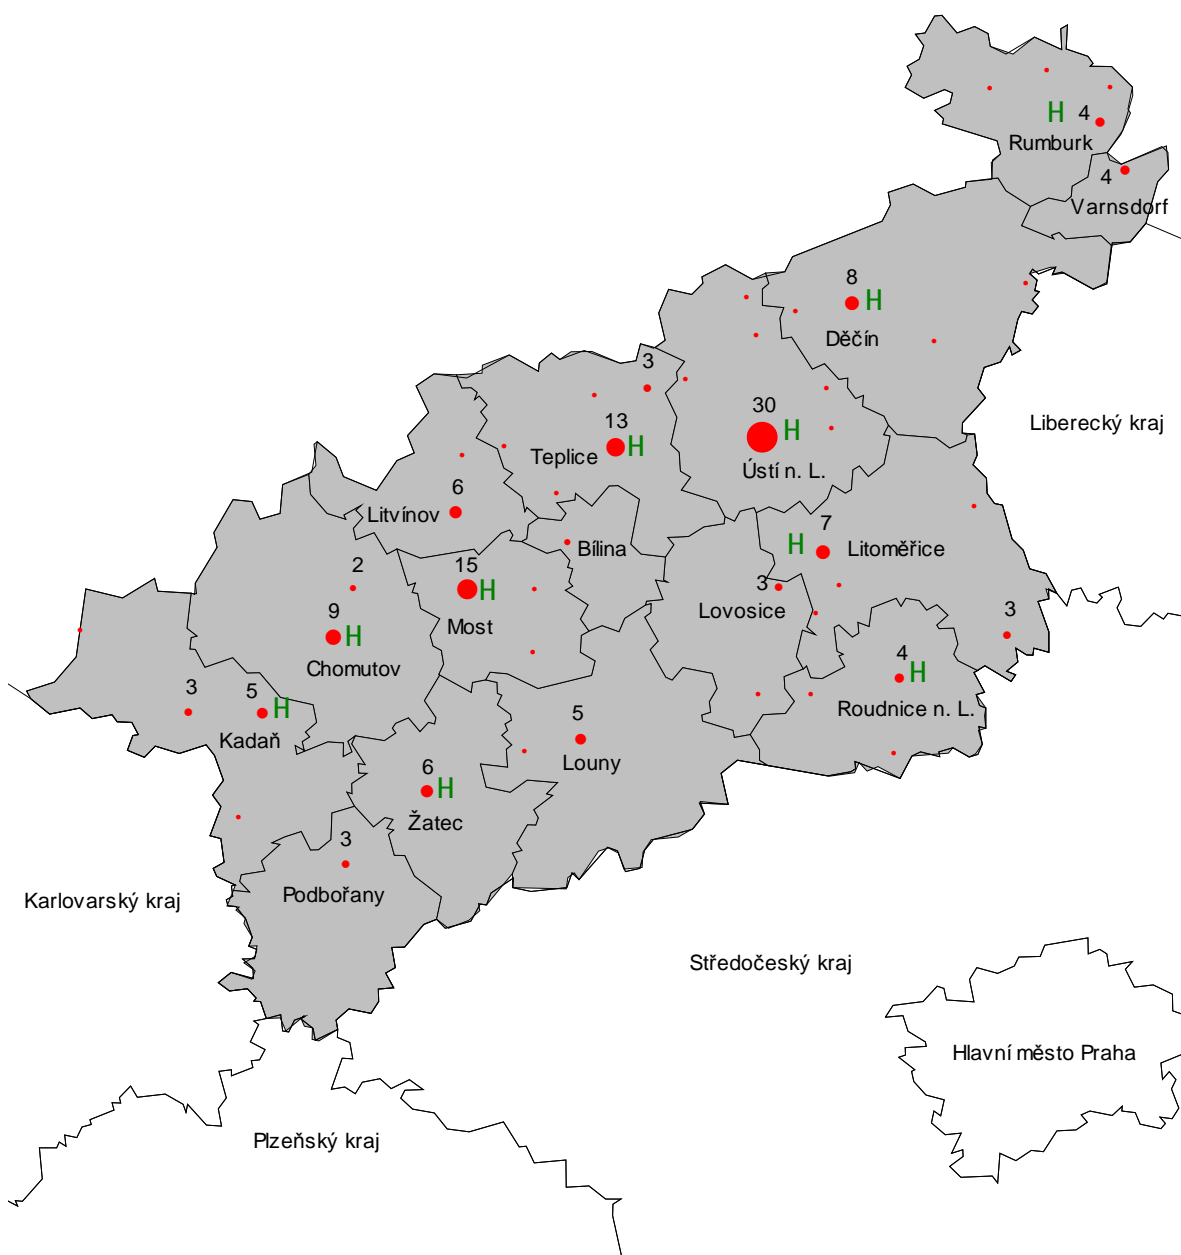 H
4
Rumburk
4
Varnsdorf
8
H
Děčín
3
13
H
Teplice
30
H
Ústí n. L.
Liberecký kraj
6
Litvínov
Bílina
7
H
Litoměřice
2
15
H
Most
3
Lovosice
9
H
Chomutov
3
4
H
Roudnice n. L.
3
5
H
Kadaň
5
Louny
6
H
Žatec
3
Podbořany
Karlovarský kraj
Středočeský kraj
Hlavní město Praha
Plzeňský kraj